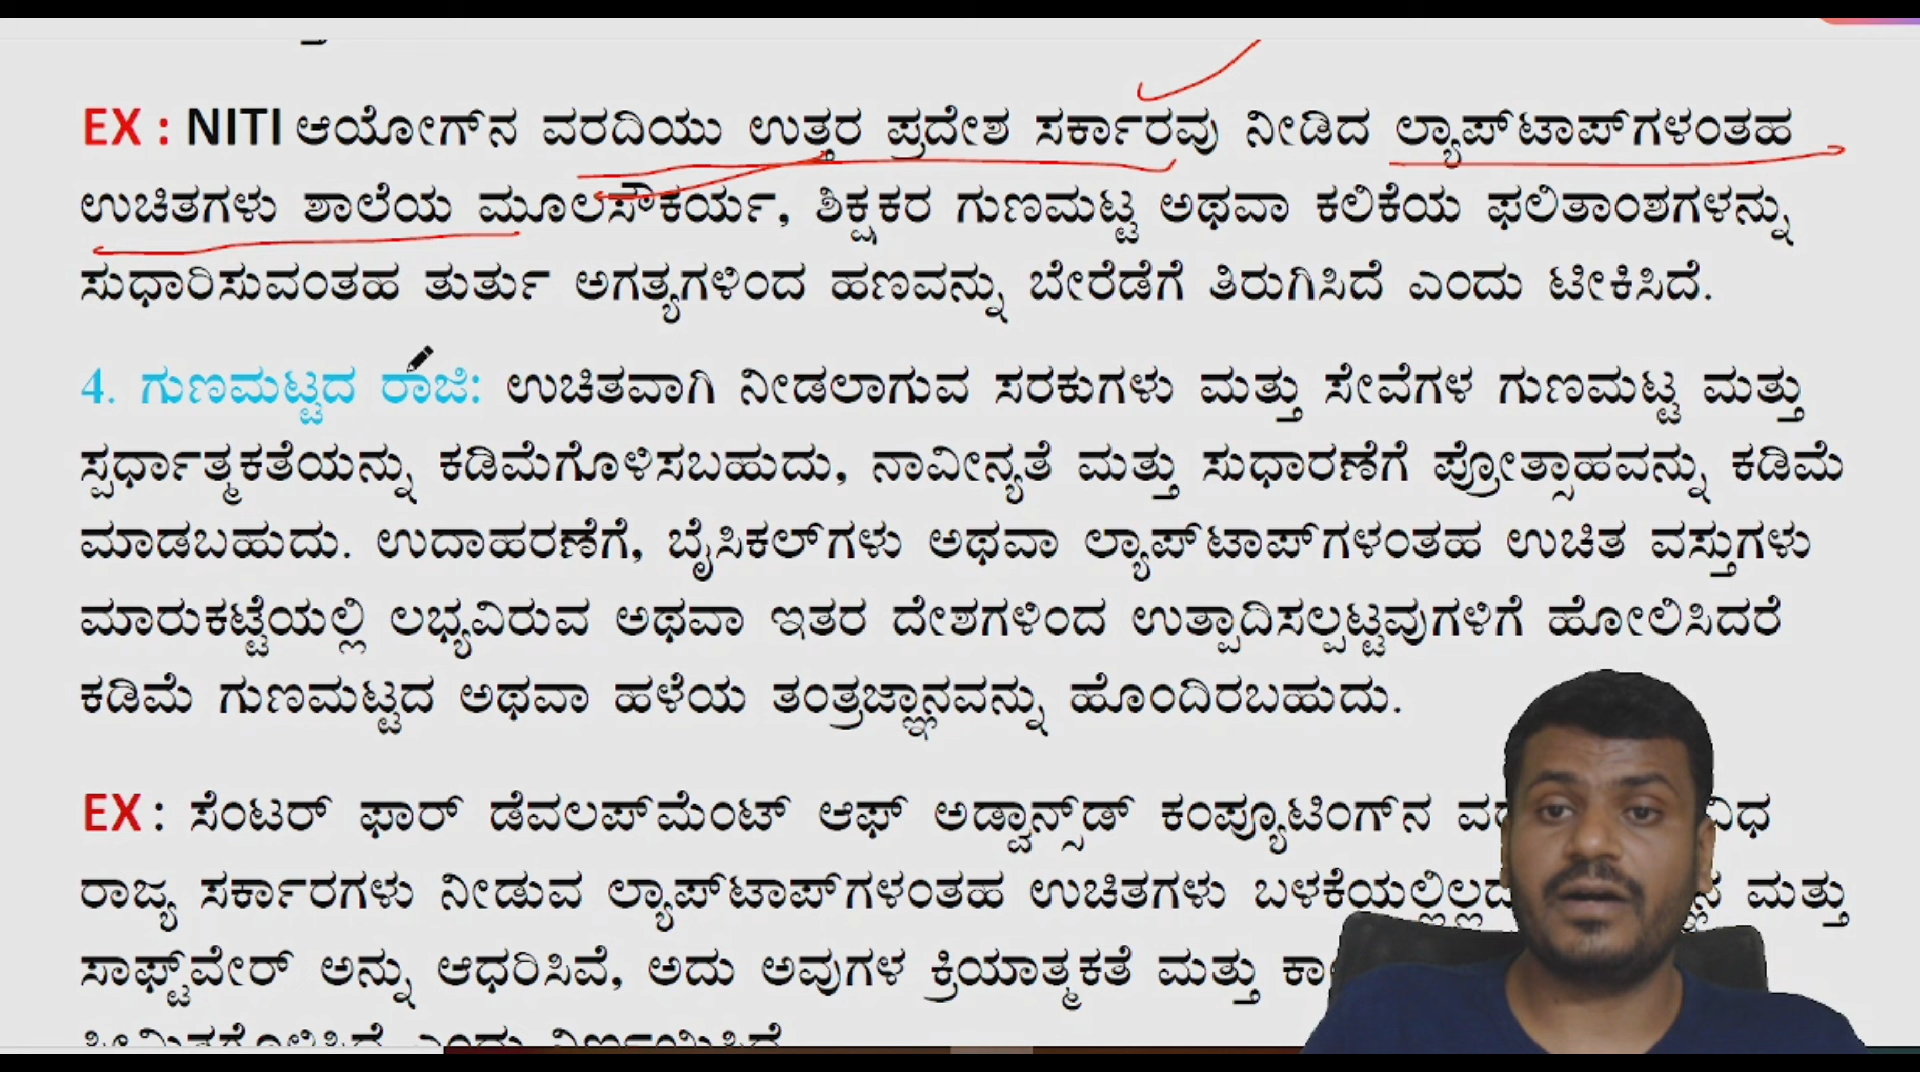 EX : NITI ಆಯೋಗ್‌ನ ವರದಿಯು ಉತ್ತರ ಪ್ರದೇಶ ಸರ್ಕಾರವು ನೀಡಿದ ಲ್ಯಾಪ್‌ಟಾಪ್‌ಗಳಂತಹ
ಉಚಿತಗಳು ಶಾಲೆಯ ಮೂಲಸೌಕರ್ಯ, ಶಿಕ್ಷಕರ ಗುಣಮಟ್ಟ ಅಥವಾ ಕಲಿಕೆಯ ಫಲಿತಾಂಶಗಳನ್ನು
ಸುಧಾರಿಸುವಂತಹ ತುರ್ತು ಅಗತ್ಯಗಳಿಂದ ಹಣವನ್ನು ಬೇರೆಡೆಗೆ ತಿರುಗಿಸಿದೆ ಎಂದು ಟೀಕಿಸಿದೆ.
4. ಗುಣಮಟ್ಟದ ರಾಜಿ: ಉಚಿತವಾಗಿ ನೀಡಲಾಗುವ ಸರಕುಗಳು ಮತ್ತು ಸೇವೆಗಳ ಗುಣಮಟ್ಟ ಮತ್ತು
ಸ್ಪರ್ಧಾತ್ಮಕತೆಯನ್ನು ಕಡಿಮೆಗೊಳಿಸಬಹುದು, ನಾವೀನ್ಯತೆ ಮತ್ತು ಸುಧಾರಣೆಗೆ ಪ್ರೋತ್ಸಾಹವನ್ನು ಕಡಿಮೆ
ಮಾಡಬಹುದು. ಉದಾಹರಣೆಗೆ, ಬೈಸಿಕಲ್‌ಗಳು ಅಥವಾ ಲ್ಯಾಪ್‌ಟಾಪ್‌ಗಳಂತಹ ಉಚಿತ ವಸ್ತುಗಳು
ಮಾರುಕಟ್ಟೆಯಲ್ಲಿ ಲಭ್ಯವಿರುವ ಅಥವಾ ಇತರ ದೇಶಗಳಿಂದ ಉತ್ಪಾದಿಸಲ್ಪಟ್ಟವುಗಳಿಗೆ ಹೋಲಿಸಿದರೆ
ಕಡಿಮೆ ಗುಣಮಟ್ಟದ ಅಥವಾ ಹಳೆಯ ತಂತ್ರಜ್ಞಾನವನ್ನು ಹೊಂದಿರಬಹುದು.
EX : ಸೆಂಟರ್ ಫಾರ್ ಡೆವಲಪ್‌ಮೆಂಟ್ ಆಫ್ ಅಡ್ವಾನ್ಸ್‌ಡ್ ಕಂಪ್ಯೂಟಿಂಗ್‌ನ
ರಾಜ್ಯ ಸರ್ಕಾರಗಳು ನೀಡುವ ಲ್ಯಾಪ್‌ಟಾಪ್‌ಗಳಂತಹ ಉಚಿತಗಳು ಮತ್ತು
ಸಾಫ್ಟ್‌ವೇರ್ ಅನ್ನು ಆಧರಿಸಿವೆ, ಅದು ಅವುಗಳ ಕ್ರಿಯಾತ್ಮಕತೆ ಮತ್ತು